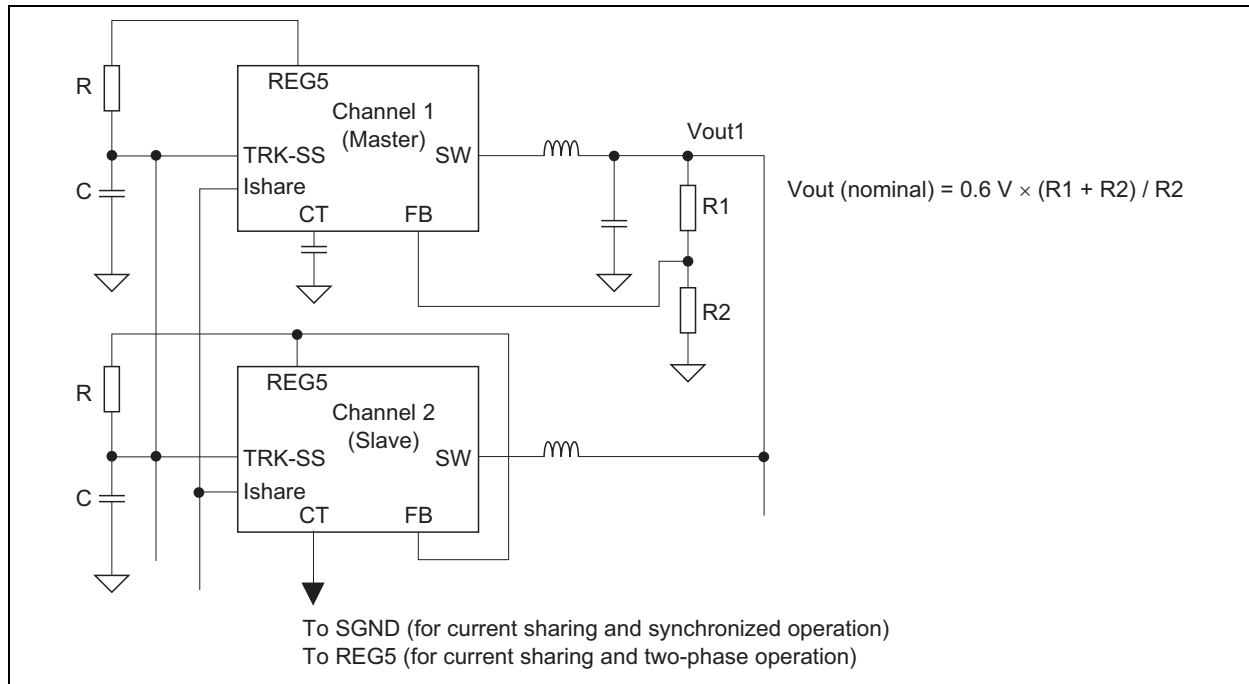 REG5
R
Channel 1
(Master)
Vout1
TRK-SS
SW
C
Ishare
CT
FB
R1
Vout (nominal) = 0.6 V × (R1 + R2) / R2
R2
REG5
R
Channel 2
(Slave)
TRK-SS
SW
C
Ishare
CT
FB
To SGND (for current sharing and synchronized operation)
To REG5 (for current sharing and two-phase operation)